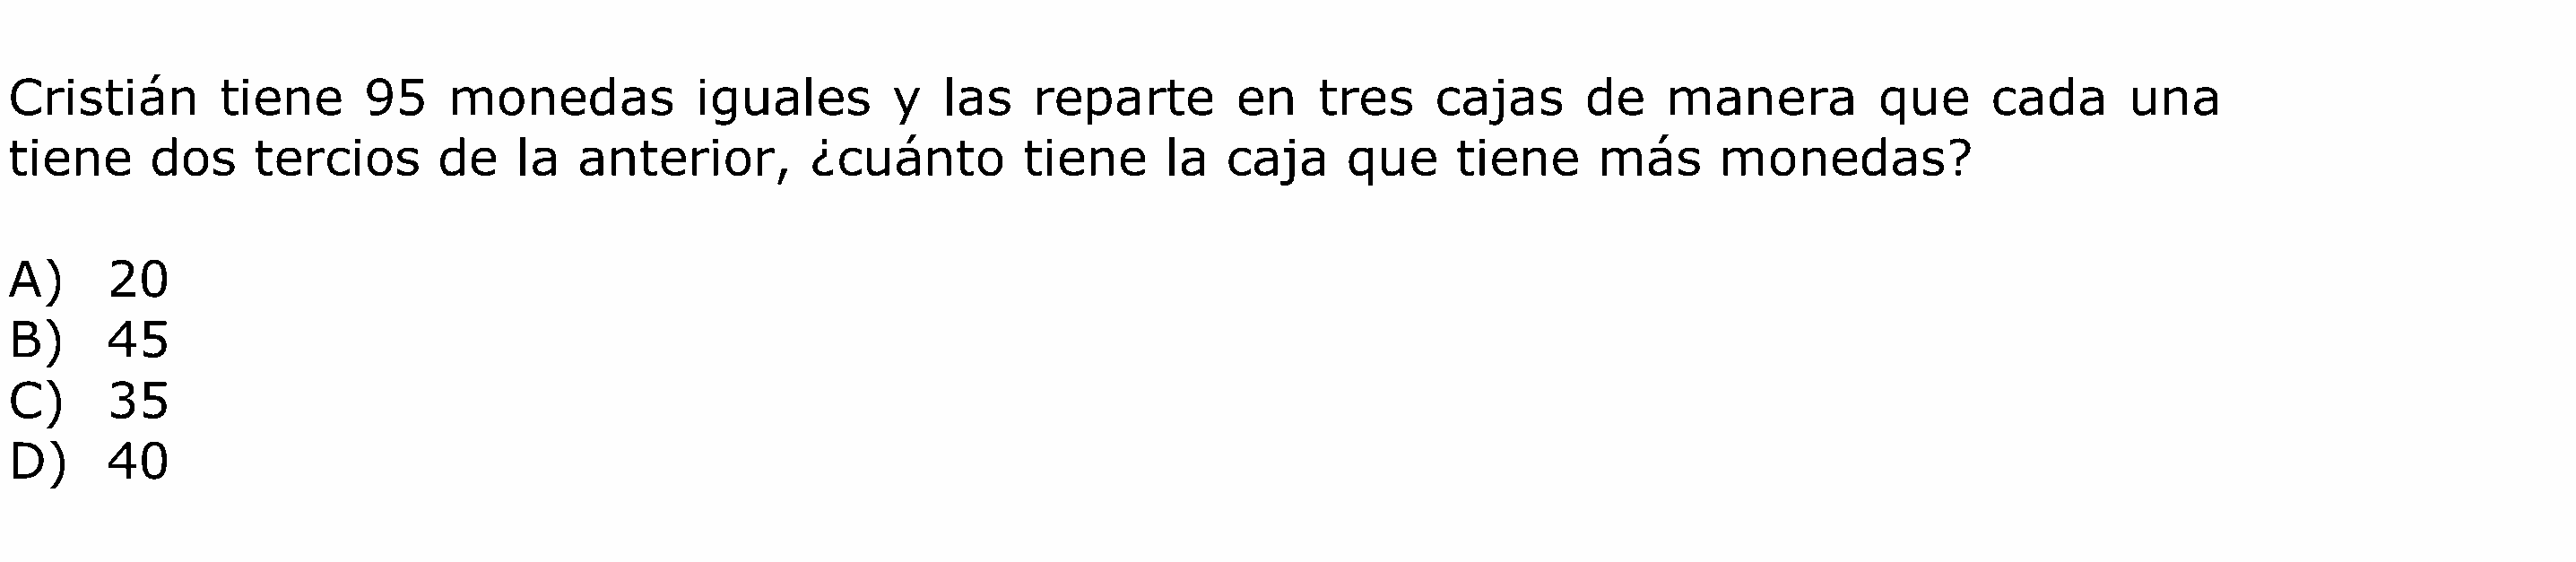 Cristián tiene 95 monedas iguales y las reparte en tres cajas de manera que cada una
tiene dos tercios de la anterior, ¿cuánto tiene la caja que tiene más monedas?
A) 20
B) 45
C) 35
D) 40